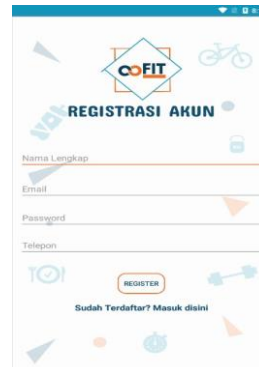 COFIT
REGISTRASI AKUN
Nama Lengkap
Email
Password
Telepon
REGISTER
Sudah Terdaftar? Masuk disini